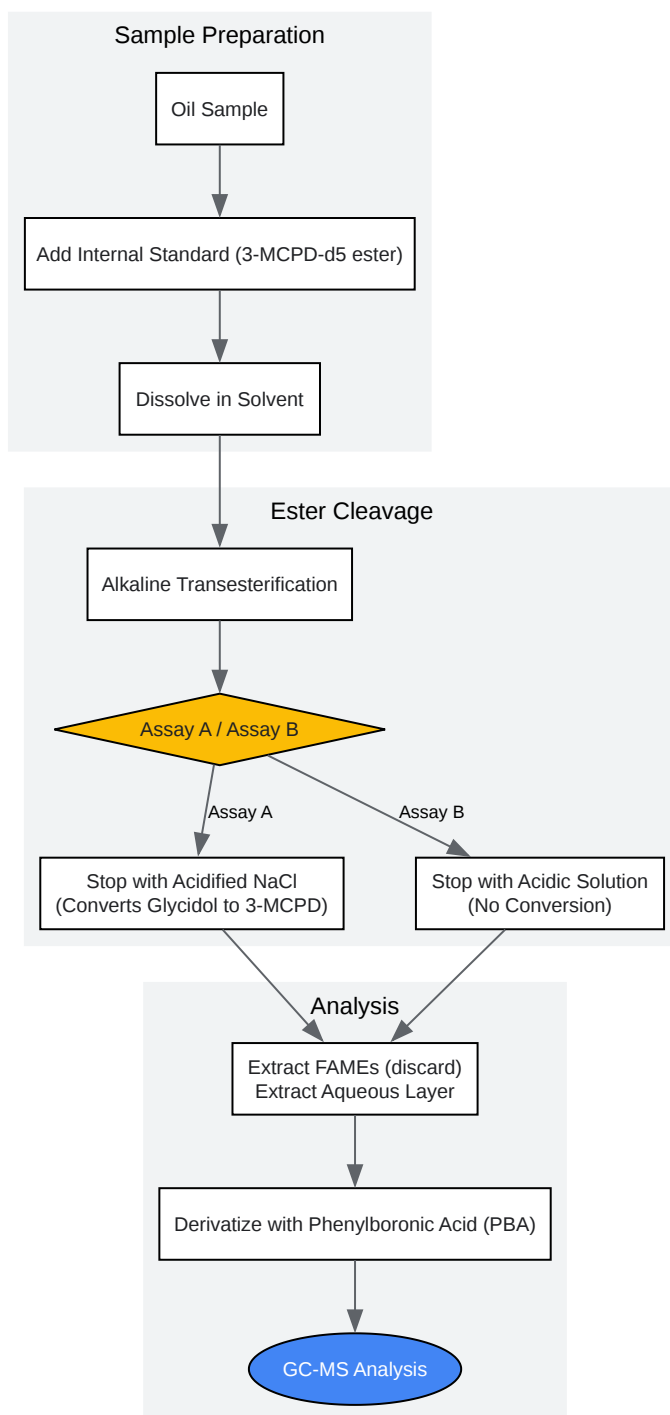 Sample Preparation
Oil Sample
Add Internal Standard (3-MCPD-d5 ester)
Dissolve in Solvent
Ester Cleavage
Alkaline Transesterification
Assay A / Assay B
Assay A
Assay B
Stop with Acidified NaCl
(Converts Glycidol to 3-MCPD)
Stop with Acidic Solution
(No Conversion)
Analysis
Extract FAMEs (discard)
Extract Aqueous Layer
Derivatize with Phenylboronic Acid (PBA)
GC-MS Analysis